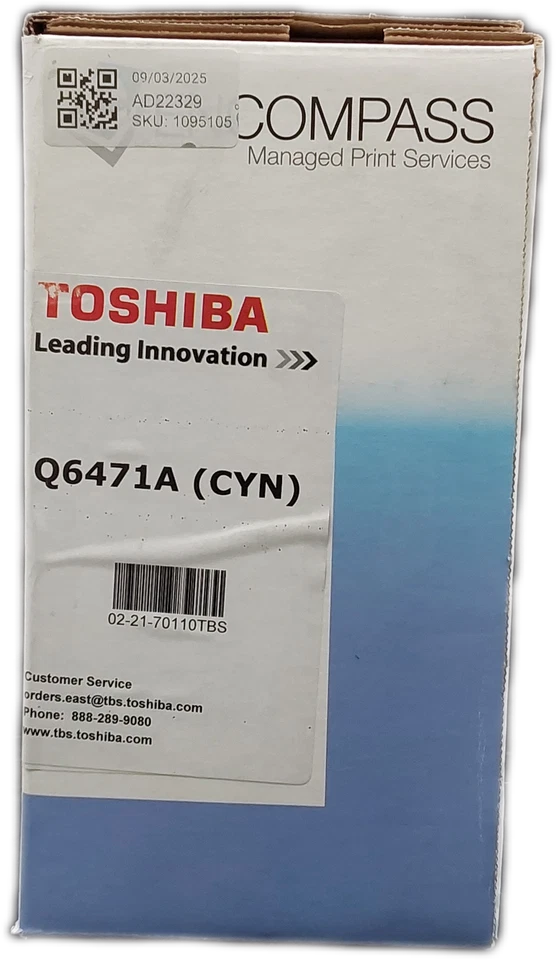 09/03/2025
AD22329
SKU: 1095105
COMPASS
Managed Print Services
TOSHIBA
Leading Innovation
Q6471A (CYN)
02-21-70110TBS
Customer Service
orders.east@tbs.toshiba.com
Phone: 888-289-9080
www.tbs.toshiba.com